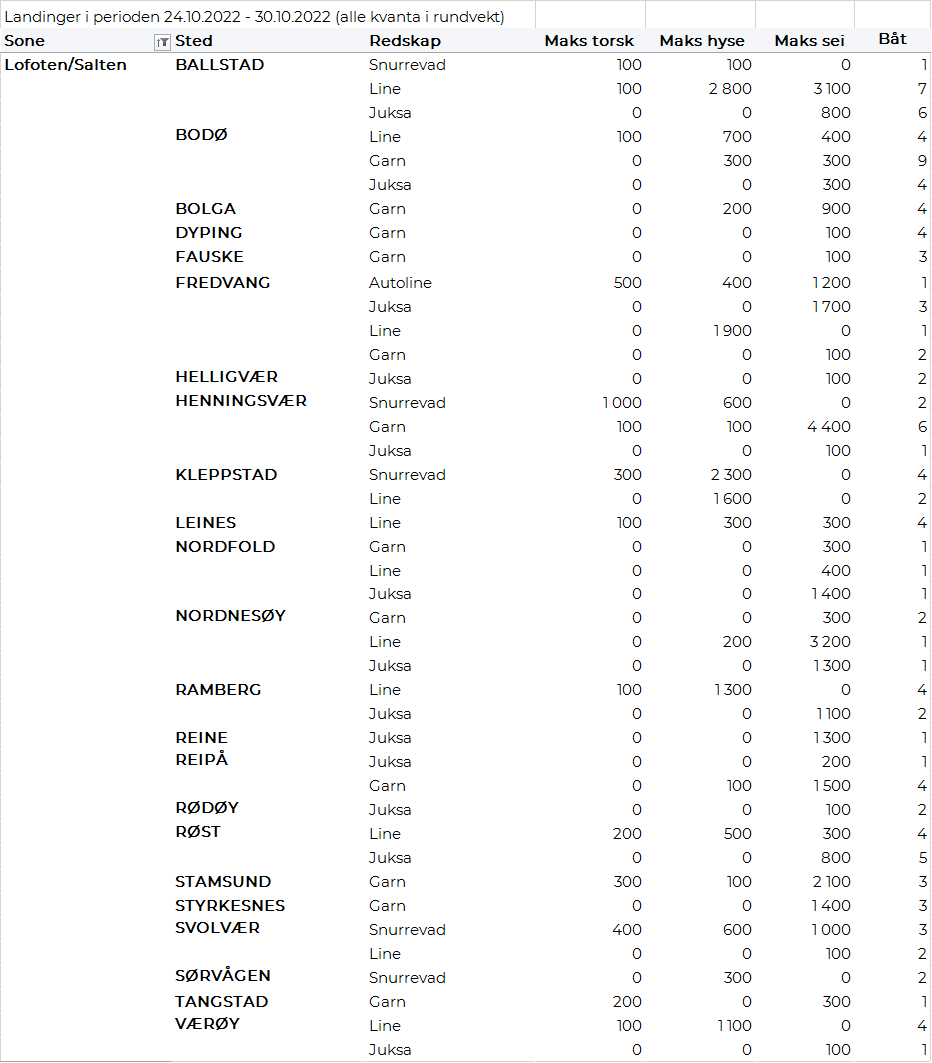 Landinger i perioden 24.10.2022 - 30.10.2022 (alle kvanta i rundvekt)
Sone Sted Redskap Maks torsk Maks hyse Maks sei Båt
Lofoten/Salten BALLSTAD Snurrevad 100 100 0 1
Line 100 2 800 3 100 7
Juksa 0 0 800 6
BODØ Line 100 700 400 4
Garn 0 300 300 9
Juksa 0 0 300 4
BOLGA Garn 0 200 900 4
DYPING Garn 0 0 100 4
FAUSKE Garn 0 0 100 3
FREDVANG Autoline 500 400 1 200 1
Juksa 0 0 1 700 3
Line 0 1 900 0 1
Garn 0 0 100 2
HELLIGVÆR Juksa 0 0 100 2
HENNINGSVÆR Snurrevad 1 000 600 0 2
Garn 100 100 4 400 6
Juksa 0 0 100 1
KLEPPSTAD Snurrevad 300 2 300 0 4
Line 0 1 600 0 2
LEINES Line 100 300 300 4
NORDFOLD Garn 0 0 300 1
Line 0 0 400 1
Juksa 0 0 1 400 1
NORDNESØY Garn 0 0 300 2
Line 0 200 3 200 1
Juksa 0 0 1 300 1
RAMBERG Line 100 1 300 0 4
Juksa 0 0 1 100 2
REINE Juksa 0 0 1 300 1
REIPÅ Juksa 0 0 200 1
Garn 0 100 1 500 4
RØDØY Juksa 0 0 100 2
RØST Line 200 500 300 4
Juksa 0 0 800 5
STAMSUND Garn 300 100 2 100 3
STYRKESNES Garn 0 0 1 400 3
SVOLVÆR Snurrevad 400 600 1 000 3
Line 0 0 100 2
SØRVÅGEN Snurrevad 0 300 0 2
TANGSTAD Garn 200 0 300 1
VÆRØY Line 100 1 100 0 4
Juksa 0 0 100 1